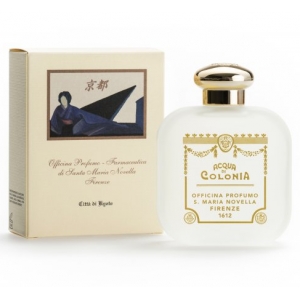 京都
Officina Profumo - Farmaceutica
di Santa Maria Novella
Firenze
Città di Kyoto
ACQUA
DI
COLONIA
OFFICINA PROFUMO
S. MARIA NOVELLA
FIRENZE
1612